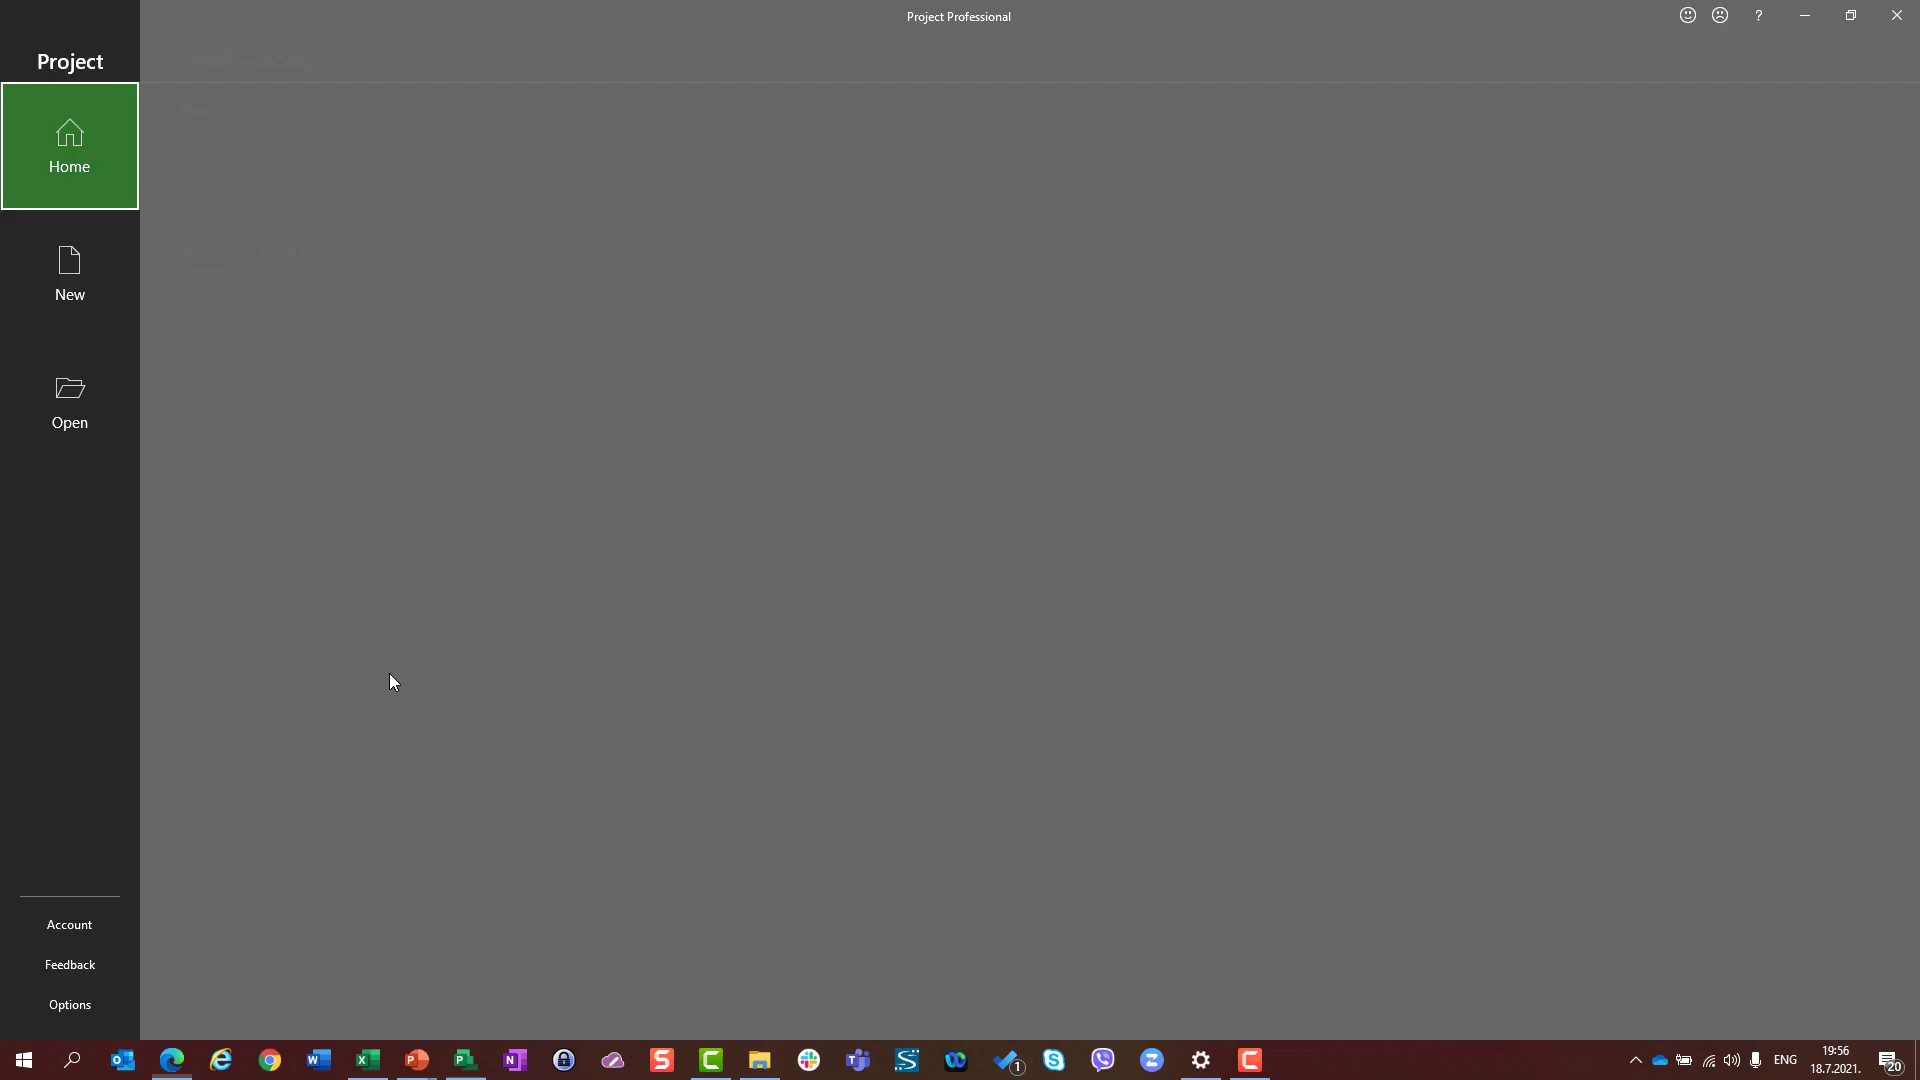 Project Professional
?
Project
Home
New
Open
Account
Feedback
Options
1
ENG
19:56
18.7.2021.
20